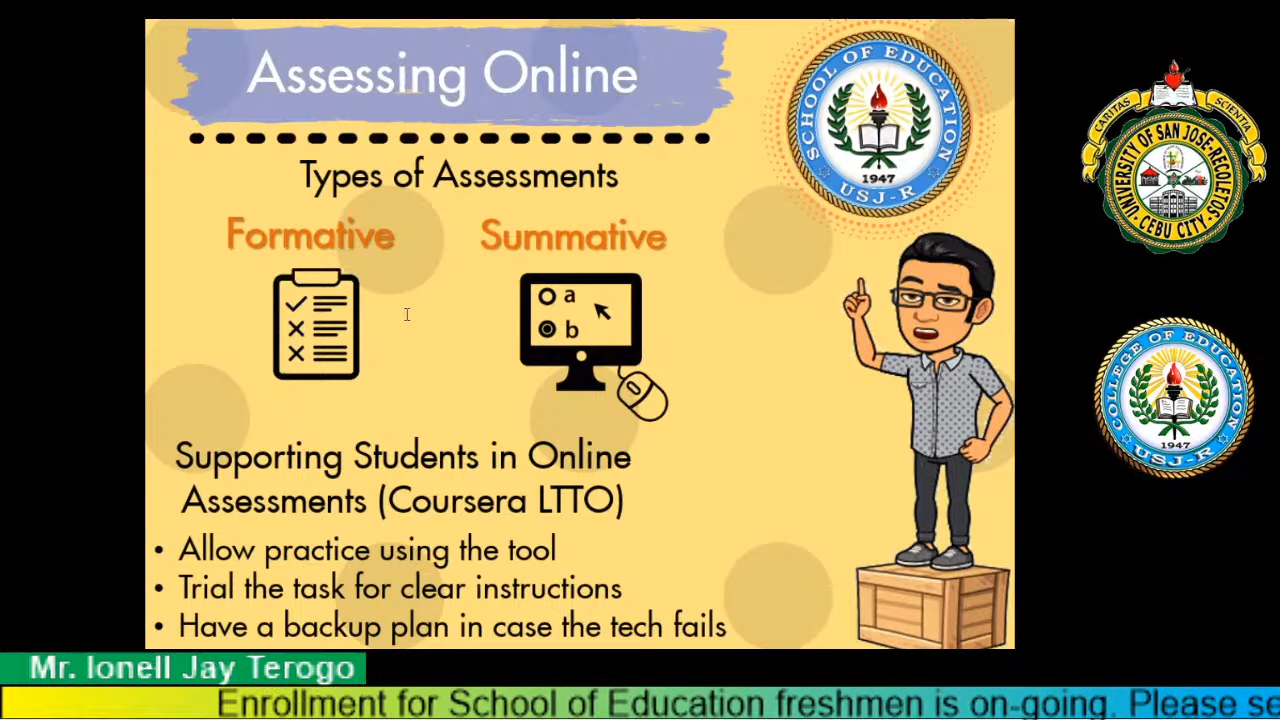 Assessing Online
Types of Assessments
Formative
Summative
a
b
Supporting Students in Online
Assessments (Coursera LTTO)
• Allow practice using the tool
• Trial the task for clear instructions
• Have a backup plan in case the tech fails
SCHOOL OF EDUCATION
1947
USJ-R
CARITAS
SCIENTIA
UNIVERSITY OF SAN JOSE-RECOLETOS
CEBU CITY
COLLEGE OF EDUCATION
1947
USJ-R
Mr. Ionell Jay Terogo
Enrollment for School of Education freshmen is on-going. Please se